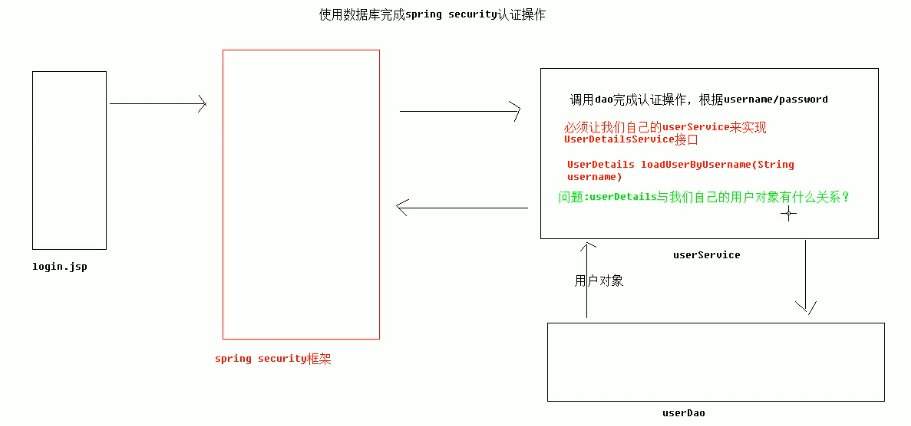 使用数据库完成spring security认证操作
调用dao完成认证操作，根据username/password
必须让我们自己的userService来实现
UserDetailsService接口
UserDetails loadUserByUsername(String
username)
问题:userDetails与我们自己的用户对象有什么关系?
login.jsp
userService
用户对象
spring security框架
userDao